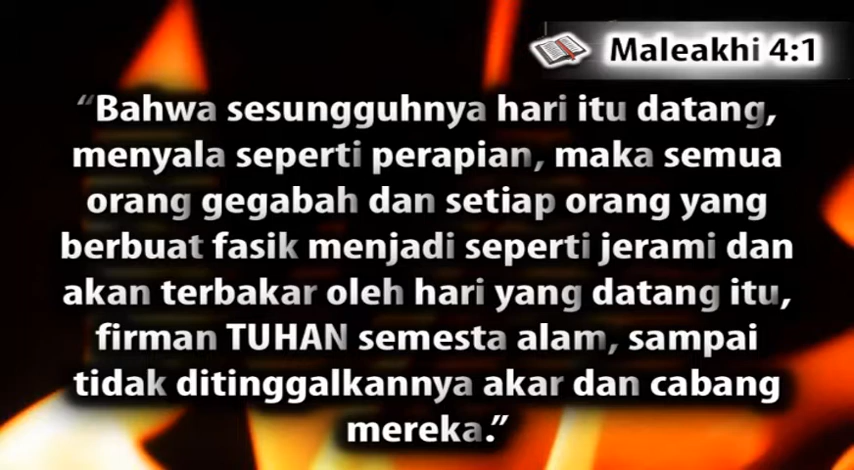 Maleakhi 4:1
“Bahwa sesungguhnya hari itu datang,
menyala seperti perapian, maka semua
orang gegabah dan setiap orang yang
berbuat fasik menjadi seperti jerami dan
akan terbakar oleh hari yang datang itu,
firman TUHAN semesta alam, sampai
tidak ditinggalkannya akar dan cabang
mereka.”